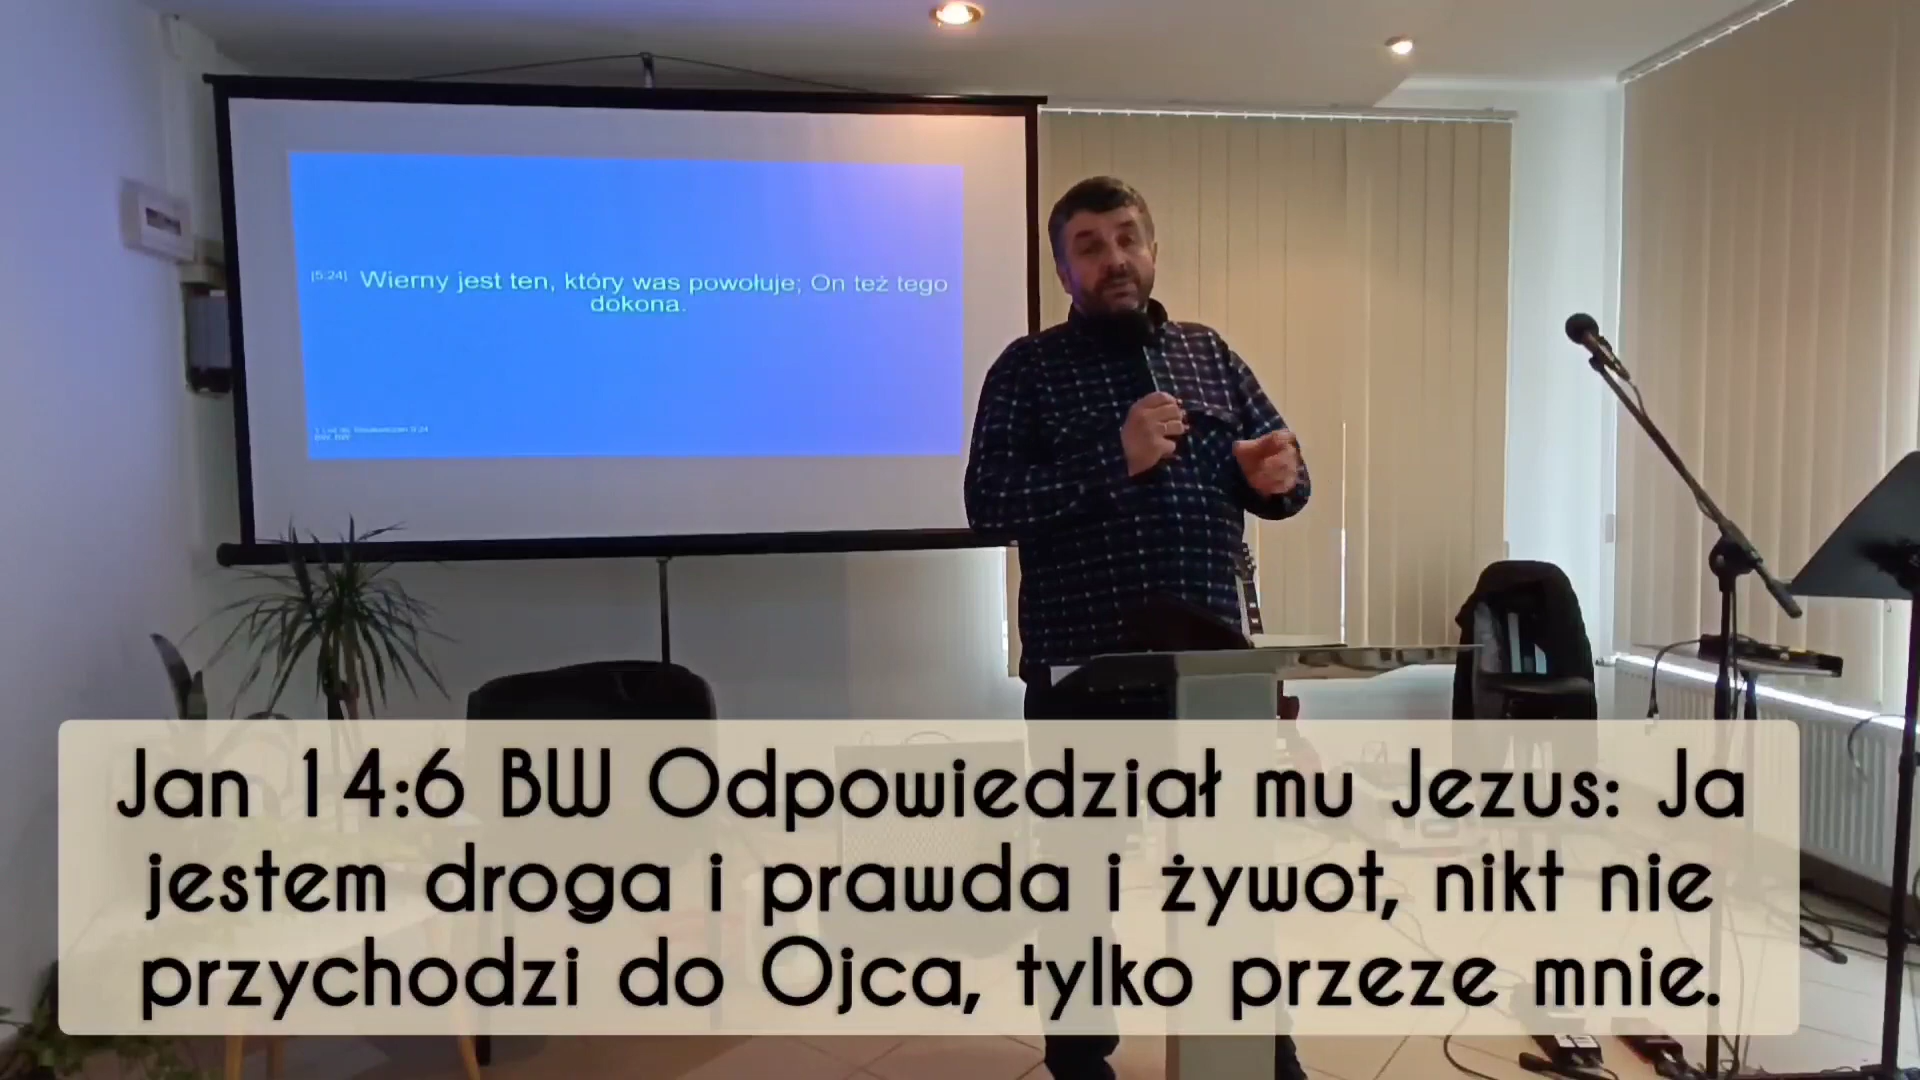 [5:24] Wierny jest ten, który was powołuje; On też tego
dokona.
Jan 14:6 BW Odpowiedział mu Jezus: Ja
jestem droga i prawda i żywot, nikt nie
przychodzi do Ojca, tylko przeze mnie.